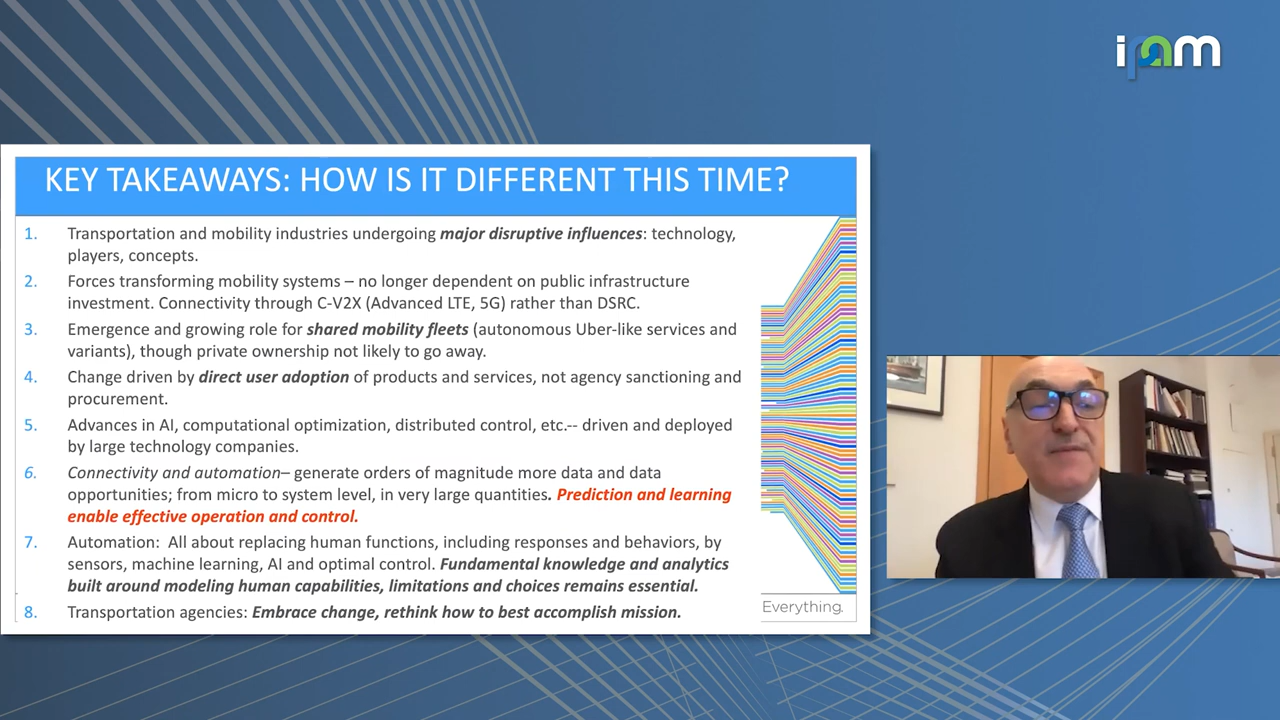 ipam
KEY TAKEAWAYS: HOW IS IT DIFFERENT THIS TIME?
1. Transportation and mobility industries undergoing major disruptive influences: technology,
players, concepts.
2. Forces transforming mobility systems – no longer dependent on public infrastructure
investment. Connectivity through C-V2X (Advanced LTE, 5G) rather than DSRC.
3. Emergence and growing role for shared mobility fleets (autonomous Uber-like services and
variants), though private ownership not likely to go away.
4. Change driven by direct user adoption of products and services, not agency sanctioning and
procurement.
5. Advances in AI, computational optimization, distributed control, etc.-- driven and deployed
by large technology companies.
6. Connectivity and automation– generate orders of magnitude more data and data
opportunities; from micro to system level, in very large quantities. Prediction and learning
enable effective operation and control.
7. Automation: All about replacing human functions, including responses and behaviors, by
sensors, machine learning, AI and optimal control. Fundamental knowledge and analytics
built around modeling human capabilities, limitations and choices remains essential.
8. Transportation agencies: Embrace change, rethink how to best accomplish mission.
Everything.